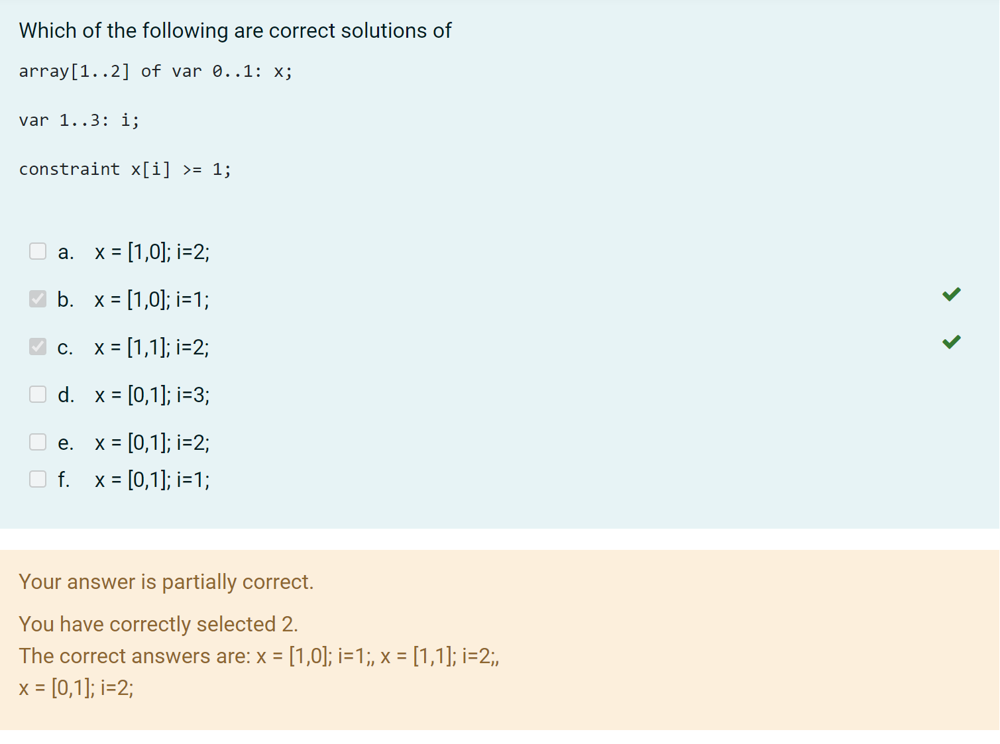 Which of the following are correct solutions of
array[1..2] of var 0..1: x;
var 1..3: i;
constraint x[i] >= 1;
a. x = [1,0]; i=2;
b. x = [1,0]; i=1;
c. x = [1,1]; i=2;
d. x = [0,1]; i=3;
e. x = [0,1]; i=2;
f. x = [0,1]; i=1;
Your answer is partially correct.
You have correctly selected 2.
The correct answers are: x = [1,0]; i=1;, x = [1,1]; i=2;,
x = [0,1]; i=2;